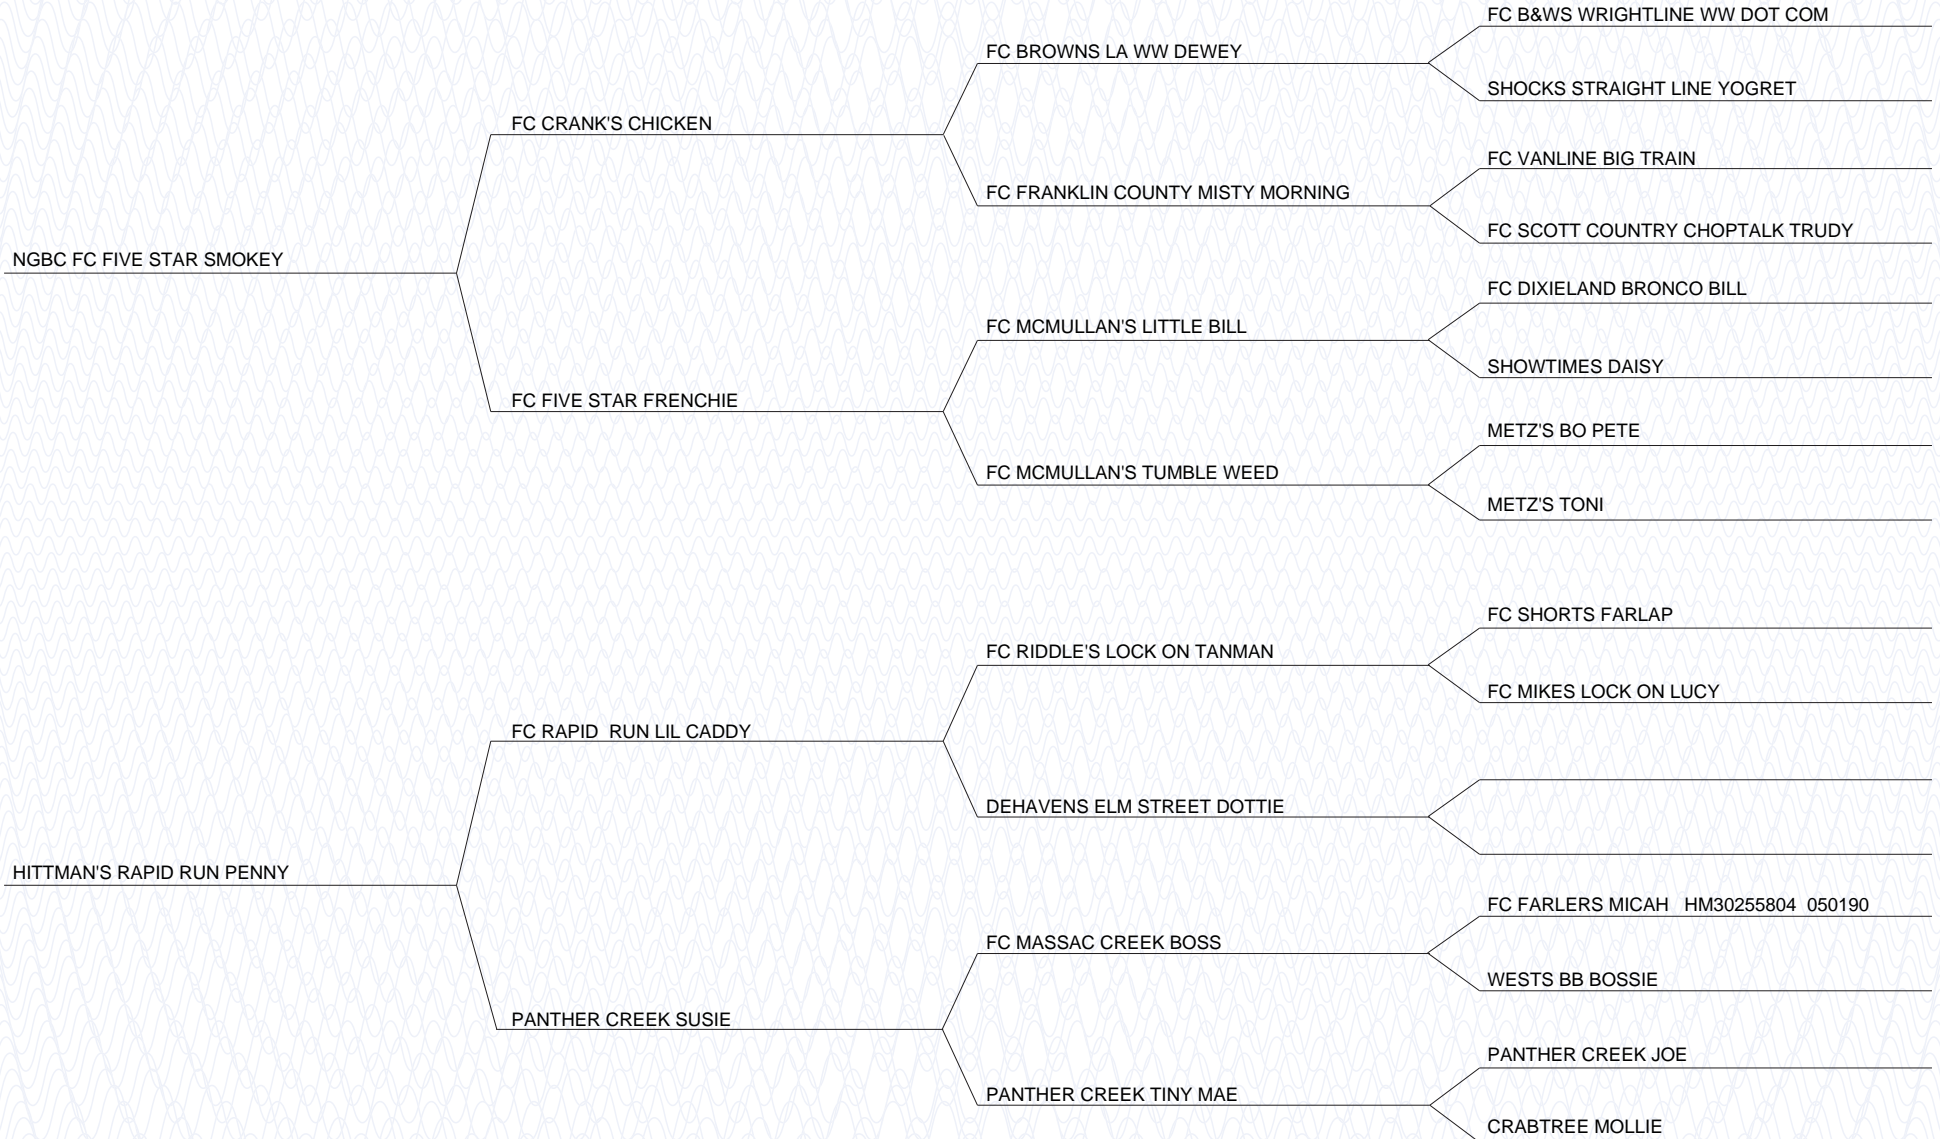 FC B&WS WRIGHTLINE WW DOT COM
FC BROWNS LA WW DEWEY
SHOCKS STRAIGHT LINE YOGRET
FC CRANK'S CHICKEN
FC VANLINE BIG TRAIN
FC FRANKLIN COUNTY MISTY MORNING
FC SCOTT COUNTRY CHOPTALK TRUDY
NGBC FC FIVE STAR SMOKEY
FC DIXIELAND BRONCO BILL
FC MCMULLAN'S LITTLE BILL
SHOWTIMES DAISY
FC FIVE STAR FRENCHIE
METZ'S BO PETE
FC MCMULLAN'S TUMBLE WEED
METZ'S TONI
FC SHORTS FARLAP
FC RIDDLE'S LOCK ON TANMAN
FC MIKES LOCK ON LUCY
FC RAPID  RUN LIL CADDY
DEHAVENS ELM STREET DOTTIE
HITTMAN'S RAPID RUN PENNY
FC FARLERS MICAH   HM30255804  050190
FC MASSAC CREEK BOSS
WESTS BB BOSSIE
PANTHER CREEK SUSIE
PANTHER CREEK JOE
PANTHER CREEK TINY MAE
CRABTREE MOLLIE